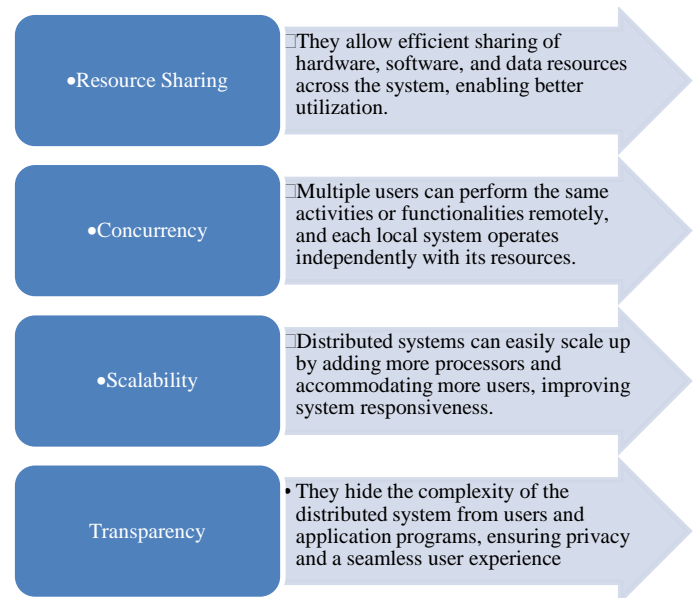 •Resource Sharing
□They allow efficient sharing of
hardware, software, and data resources
across the system, enabling better
utilization.
•Concurrency
□Multiple users can perform the same
activities or functionalities remotely,
and each local system operates
independently with its resources.
•Scalability
□Distributed systems can easily scale up
by adding more processors and
accommodating more users, improving
system responsiveness.
Transparency
• They hide the complexity of the
distributed system from users and
application programs, ensuring privacy
and a seamless user experience